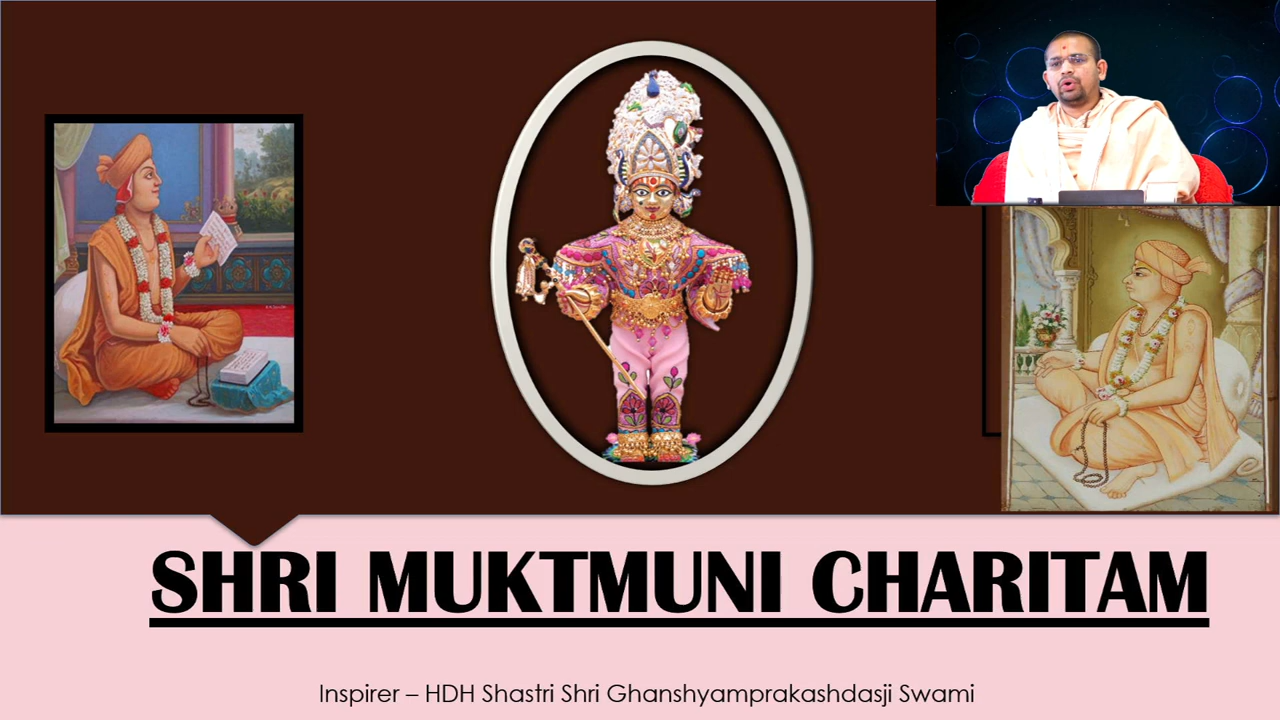 SHRI MUKTMUNI CHARITAM
Inspirer – HDH Shastri Shri Ghanshyamprakashdasji Swami